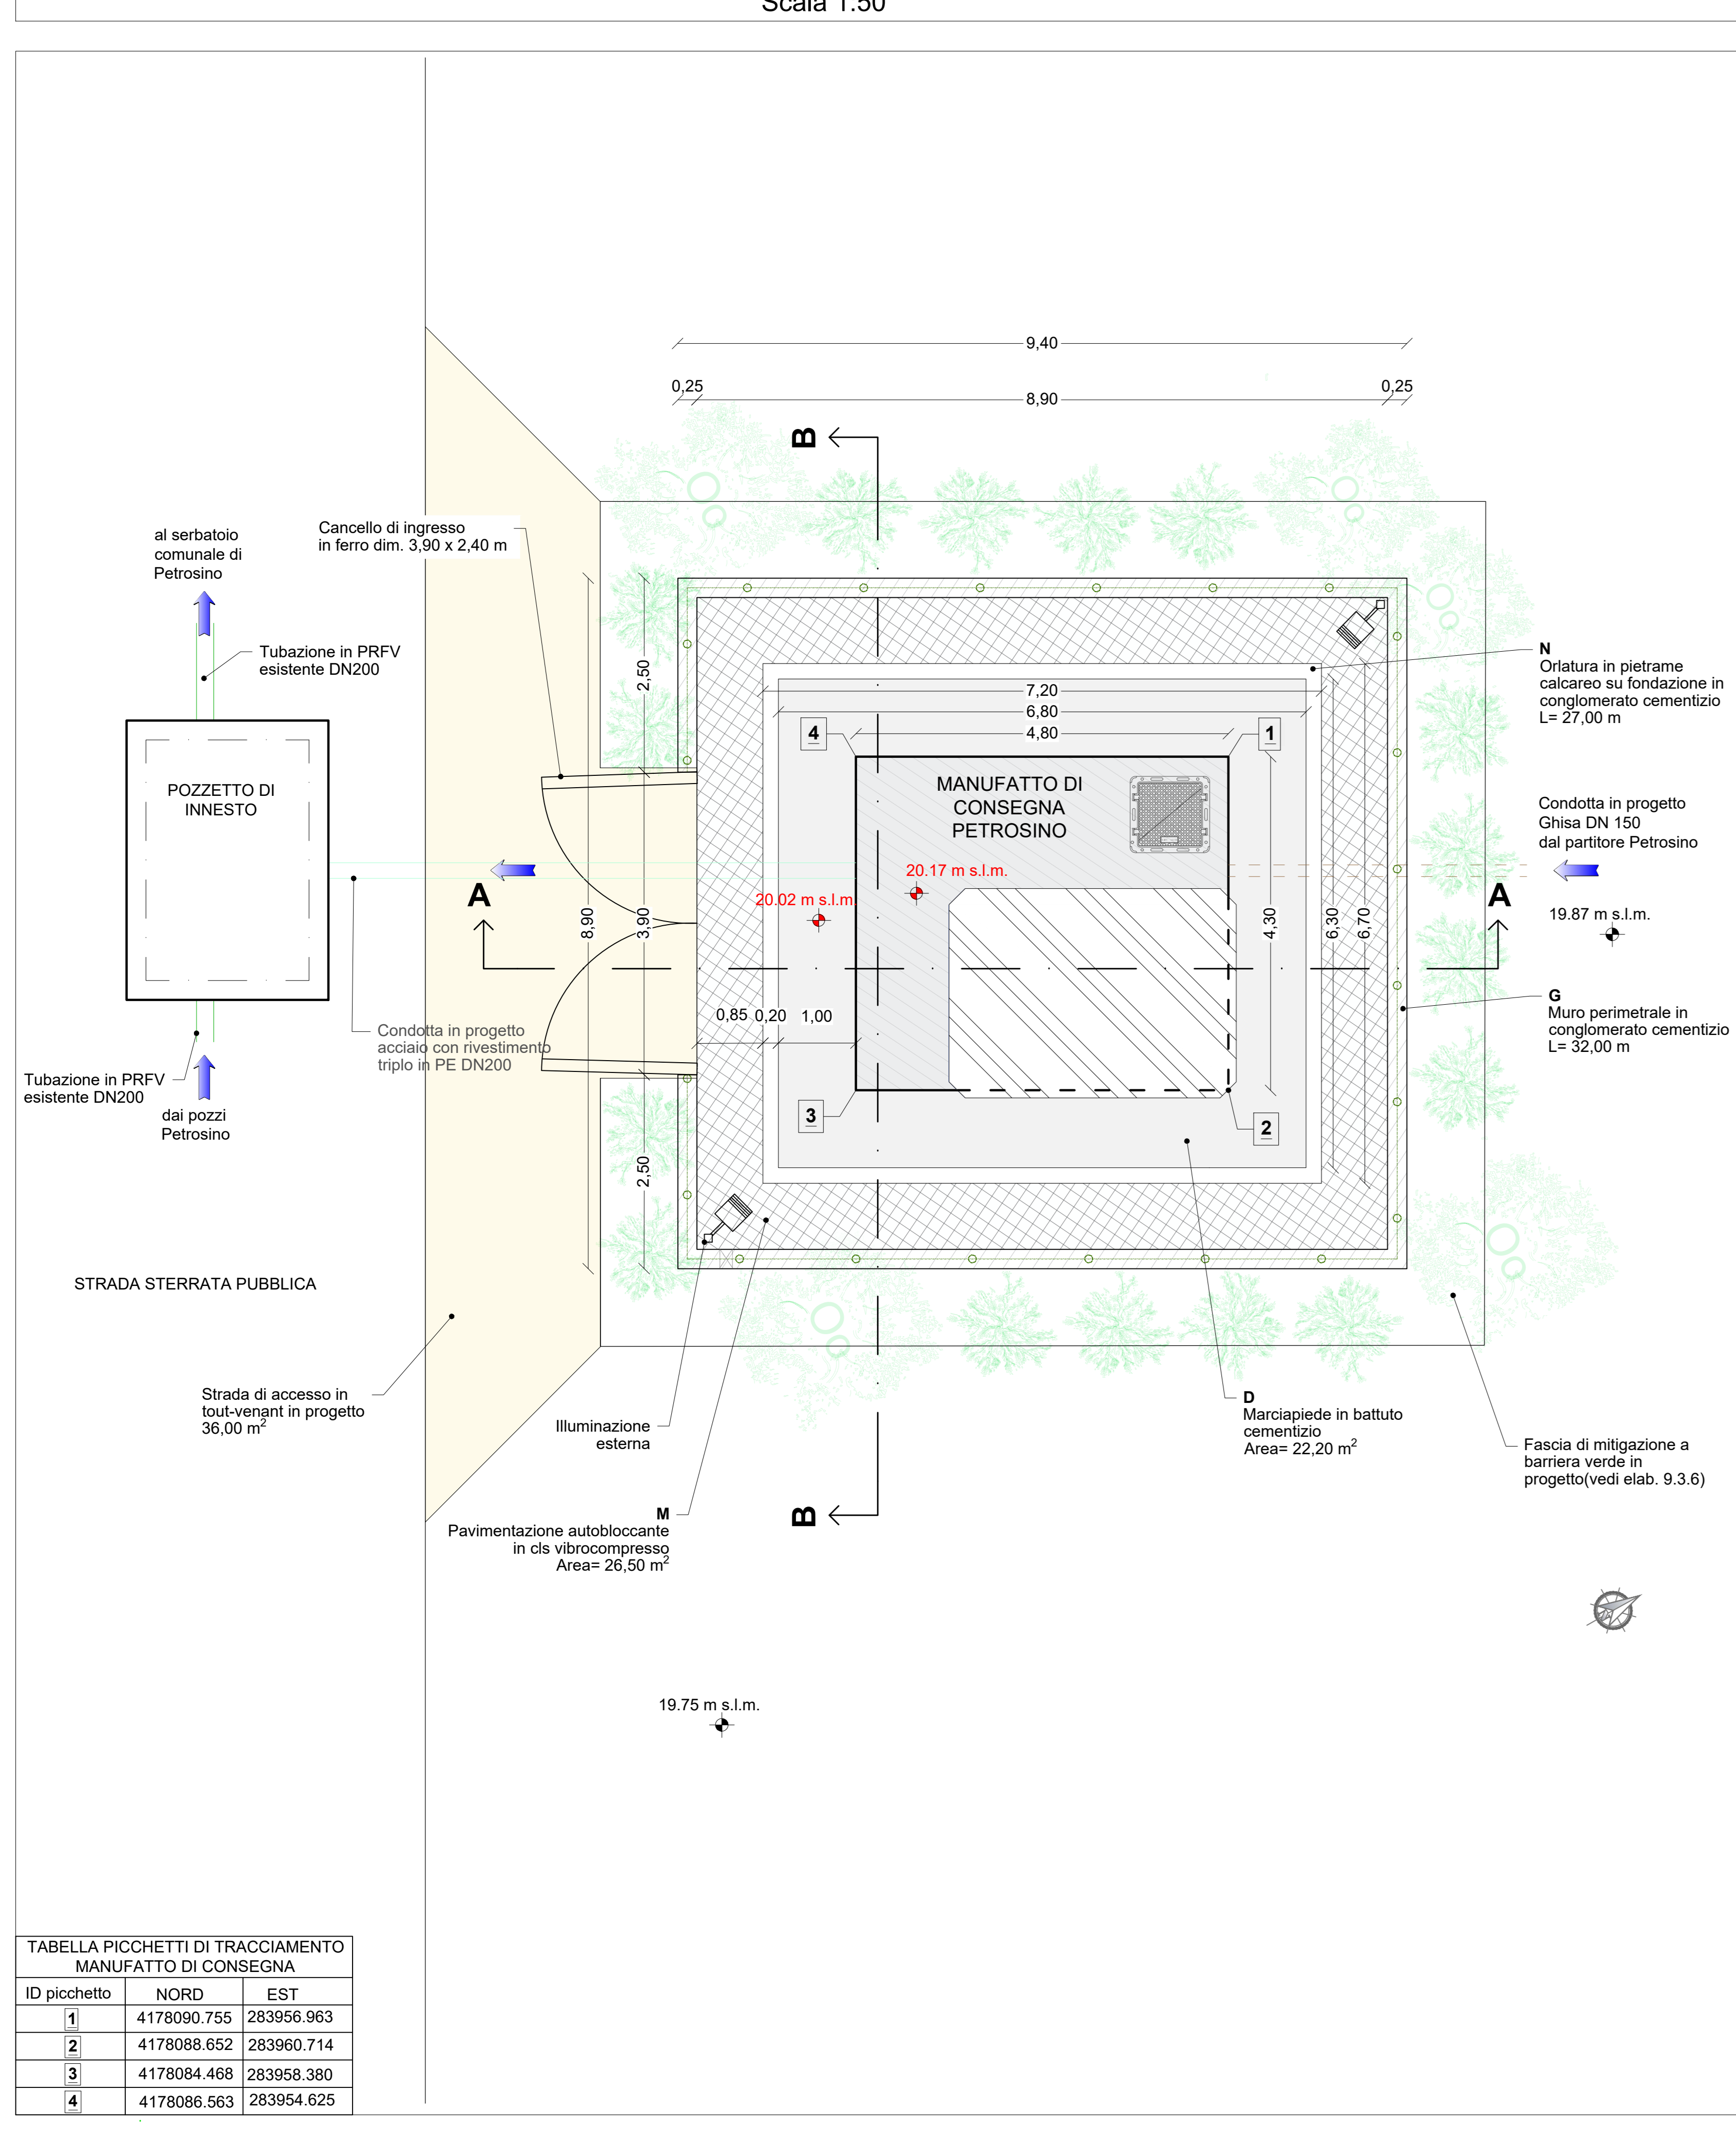 Scala 1:50
9,40
0,25
8,90
0,25
B
al serbatoio
comunale di
Petrosino
Cancello di ingresso
in ferro dim. 3,90 x 2,40 m
Tubazione in PRFV
esistente DN200
2,50
N
Orlatura in pietrame
calcareo su fondazione in
conglomerato cementizio
L= 27,00 m
7,20
6,80
4,80
4
1
POZZETTO DI
INNESTO
MANUFATTO DI
CONSEGNA
PETROSINO
Condotta in progetto
Ghisa DN 150
dal partitore Petrosino
A
20.17 m s.l.m.
20.02 m s.l.m.
A
19.87 m s.l.m.
8,90
3,90
4,30
6,30
6,70
G
Muro perimetrale in
conglomerato cementizio
L= 32,00 m
0,85
0,20
1,00
Condotta in progetto
acciaio con rivestimento
triplo in PE DN200
Tubazione in PRFV
esistente DN200
dai pozzi
Petrosino
3
2
2,50
STRADA STERRATA PUBBLICA
Strada di accesso in
tout-venant in progetto
36,00 m²
Illuminazione
esterna
D
Marciapiede in battuto
cementizio
Area= 22,20 m²
Fascia di mitigazione a
barriera verde in
progetto(vedi elab. 9.3.6)
B
M
Pavimentazione autobloccante
in cls vibrocompresso
Area= 26,50 m²
19.75 m s.l.m.
TABELLA PICCHETTI DI TRACCIAMENTO
MANUFATTO DI CONSEGNA
ID picchetto NORD EST
1 4178090.755 283956.963
2 4178088.652 283960.714
3 4178084.468 283958.380
4 4178086.563 283954.625